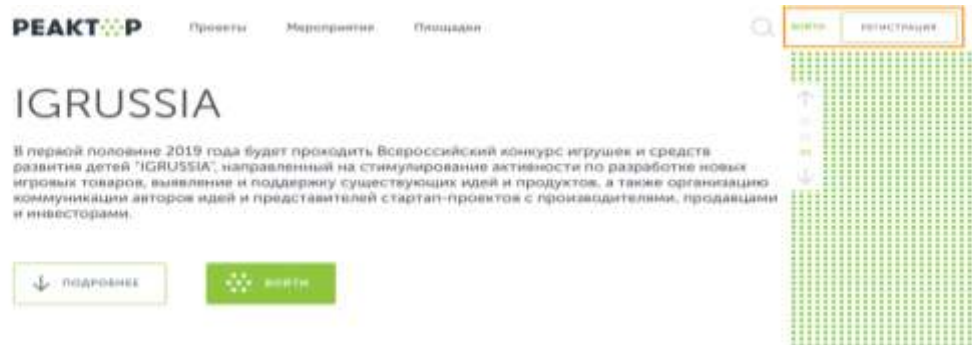 РЕАКТОР Проекты Мероприятия Площадки ВОЙТИ РЕГИСТРАЦИЯ
IGRUSSIA
В первой половине 2019 года будет проходить Всероссийский конкурс игрушек и средств
развития детей "IGRUSSIA", направленный на стимулирование активности по разработке новых
игровых товаров, выявление и поддержку существующих идей и продуктов, а также организацию
коммуникации авторов идей и представителей стартап-проектов с производителями, продавцами
и инвесторами.
ПОДРОБНЕЕ ВОЙТИ